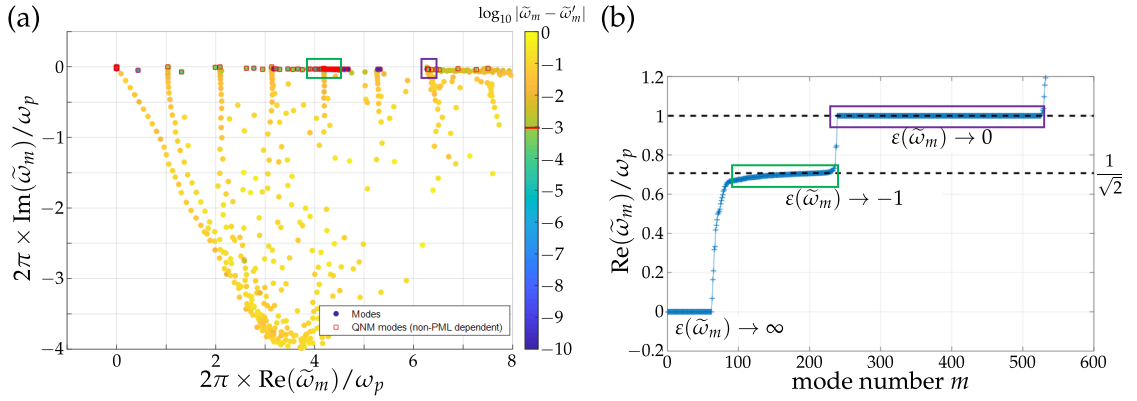 (a)
log₁₀ |ω̃ₘ − ω̃′ₘ|
0
−1
−2
−3
−4
−5
−6
−7
−8
−9
−10
2π × Im(ω̃ₘ)/ωₚ
0
−1
−2
−3
−4
Modes
QNM modes (non-PML dependent)
0 2 4 6 8
2π × Re(ω̃ₘ)/ωₚ
(b)
Re(ω̃ₘ)/ωₚ
1.2
1
0.8
0.6
0.4
0.2
0
−0.2
ε(ω̃ₘ) → 0
1/√2
ε(ω̃ₘ) → −1
ε(ω̃ₘ) → ∞
0 100 200 300 400 500 600
mode number m